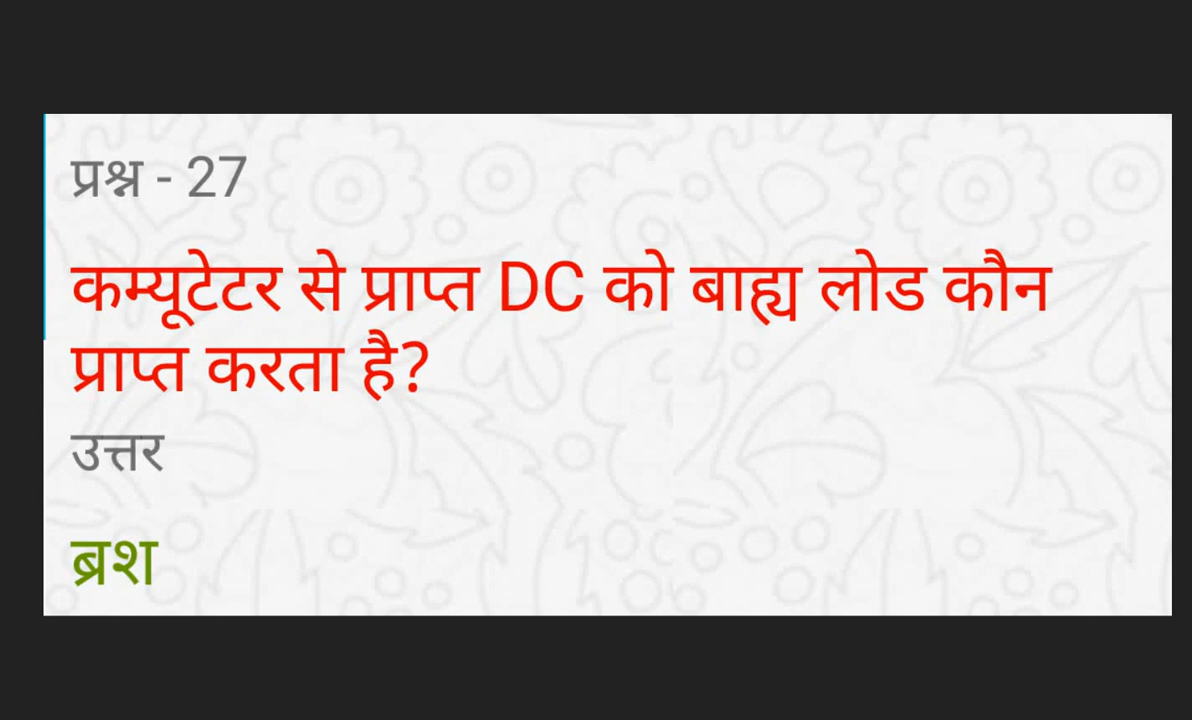 प्रश्न - 27
कम्यूटेटर से प्राप्त DC को बाह्य लोड कौन
प्राप्त करता है?
उत्तर
ब्रश